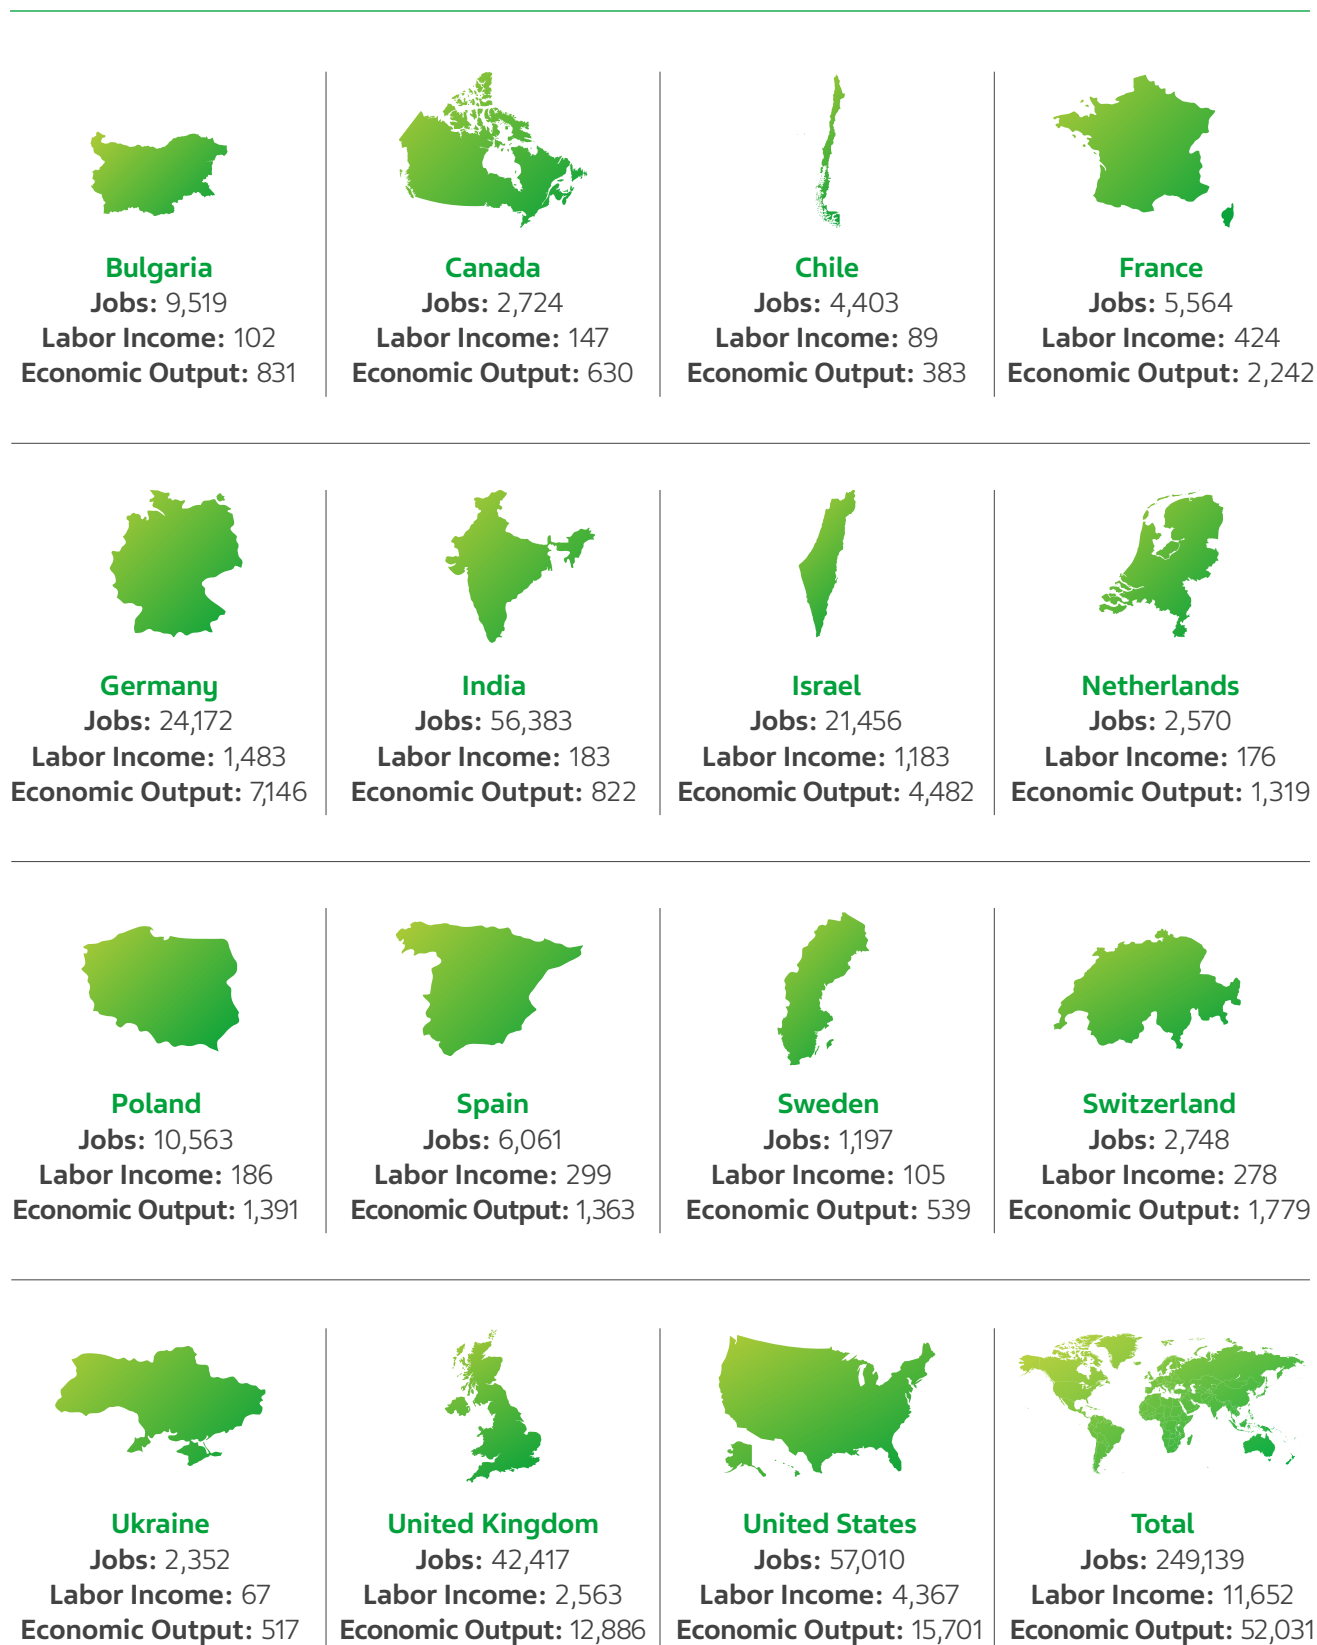 Bulgaria
Jobs: 9,519
Labor Income: 102
Economic Output: 831
Canada
Jobs: 2,724
Labor Income: 147
Economic Output: 630
Chile
Jobs: 4,403
Labor Income: 89
Economic Output: 383
France
Jobs: 5,564
Labor Income: 424
Economic Output: 2,242
Germany
Jobs: 24,172
Labor Income: 1,483
Economic Output: 7,146
India
Jobs: 56,383
Labor Income: 183
Economic Output: 822
Israel
Jobs: 21,456
Labor Income: 1,183
Economic Output: 4,482
Netherlands
Jobs: 2,570
Labor Income: 176
Economic Output: 1,319
Poland
Jobs: 10,563
Labor Income: 186
Economic Output: 1,391
Spain
Jobs: 6,061
Labor Income: 299
Economic Output: 1,363
Sweden
Jobs: 1,197
Labor Income: 105
Economic Output: 539
Switzerland
Jobs: 2,748
Labor Income: 278
Economic Output: 1,779
Ukraine
Jobs: 2,352
Labor Income: 67
Economic Output: 517
United Kingdom
Jobs: 42,417
Labor Income: 2,563
Economic Output: 12,886
United States
Jobs: 57,010
Labor Income: 4,367
Economic Output: 15,701
Total
Jobs: 249,139
Labor Income: 11,652
Economic Output: 52,031